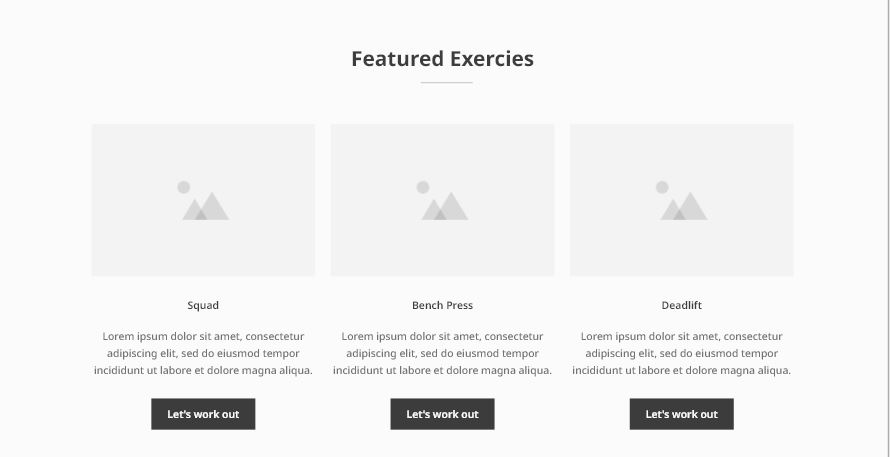 Featured Exercies
Squad
Lorem ipsum dolor sit amet, consectetur
adipiscing elit, sed do eiusmod tempor
incididunt ut labore et dolore magna aliqua.
Let's work out
Bench Press
Lorem ipsum dolor sit amet, consectetur
adipiscing elit, sed do eiusmod tempor
incididunt ut labore et dolore magna aliqua.
Let's work out
Deadlift
Lorem ipsum dolor sit amet, consectetur
adipiscing elit, sed do eiusmod tempor
incididunt ut labore et dolore magna aliqua.
Let's work out